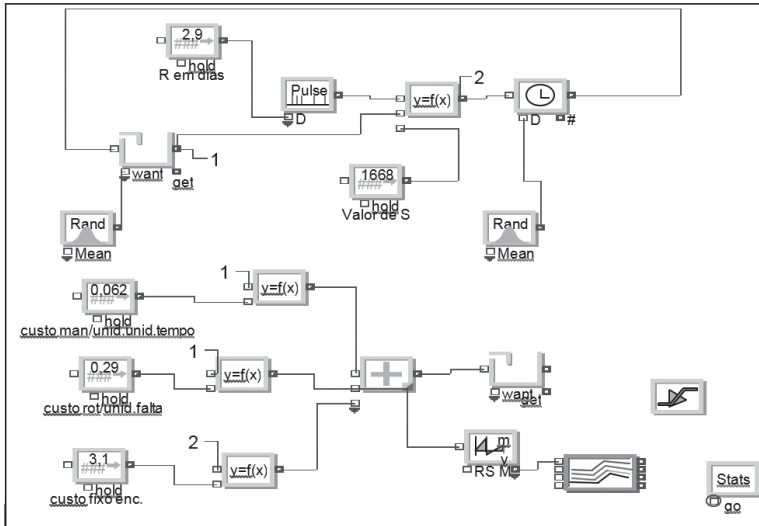 2,9
hold
R em dias
Pulse
D
y=f(x)
2
D
#
want
get
1
1668
hold
Valor de S
Rand
Mean
Rand
Mean
0,062
hold
custo man/unid.unid.tempo
1
y=f(x)
0,29
hold
custo rot/unid.falta
1
y=f(x)
want
get
3,1
hold
custo fixo enc.
2
y=f(x)
m
v
RS M
Stats
go